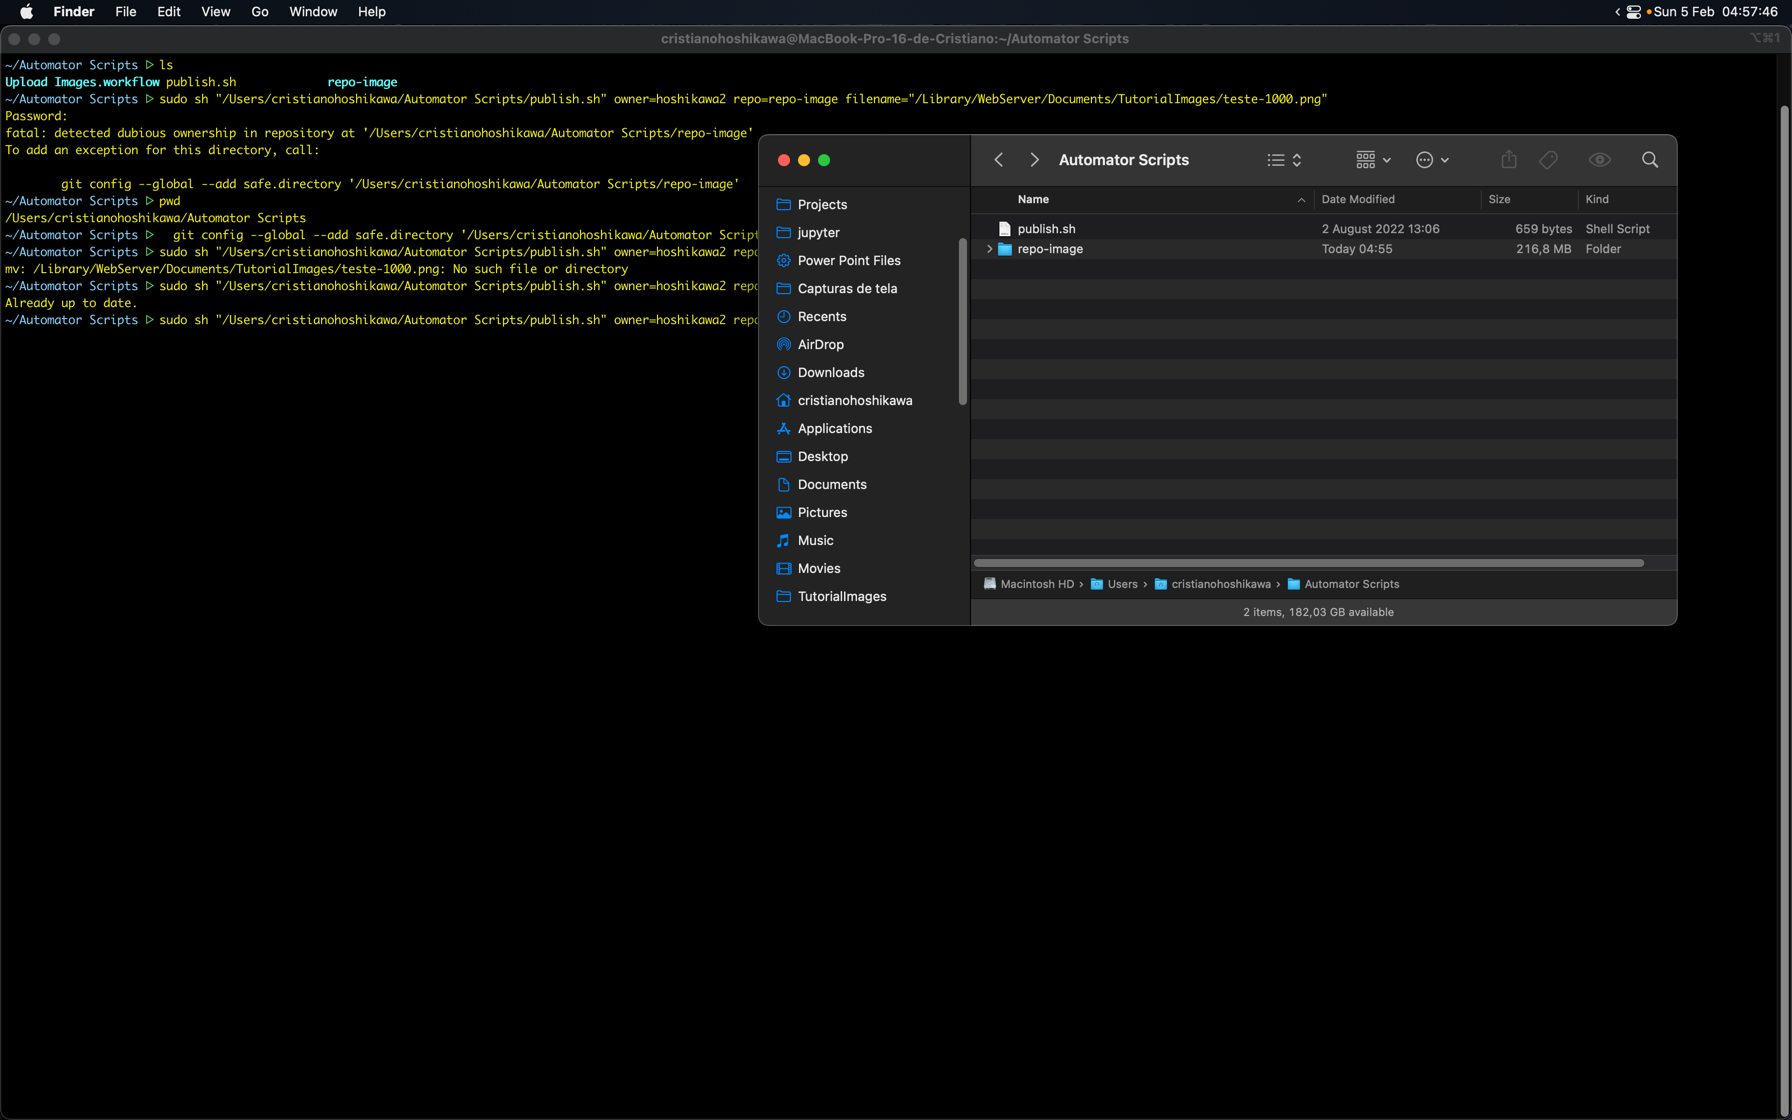 Finder File Edit View Go Window Help
Sun 5 Feb 04:57:46
cristianohoshikawa@MacBook-Pro-16-de-Cristiano:~/Automator Scripts
⌥⌘1
~/Automator Scripts ▷ ls
Upload Images.workflow publish.sh repo-image
~/Automator Scripts ▷ sudo sh "/Users/cristianohoshikawa/Automator Scripts/publish.sh" owner=hoshikawa2 repo=repo-image filename="/Library/WebServer/Documents/TutorialImages/teste-1000.png"
Password:
fatal: detected dubious ownership in repository at '/Users/cristianohoshikawa/Automator Scripts/repo-image'
To add an exception for this directory, call:
git config --global --add safe.directory '/Users/cristianohoshikawa/Automator Scripts/repo-image'
~/Automator Scripts ▷ pwd
/Users/cristianohoshikawa/Automator Scripts
~/Automator Scripts ▷ git config --global --add safe.directory '/Users/cristianohoshikawa/Automator Script
~/Automator Scripts ▷ sudo sh "/Users/cristianohoshikawa/Automator Scripts/publish.sh" owner=hoshikawa2 repo
mv: /Library/WebServer/Documents/TutorialImages/teste-1000.png: No such file or directory
~/Automator Scripts ▷ sudo sh "/Users/cristianohoshikawa/Automator Scripts/publish.sh" owner=hoshikawa2 repo
Already up to date.
~/Automator Scripts ▷ sudo sh "/Users/cristianohoshikawa/Automator Scripts/publish.sh" owner=hoshikawa2 repo
Automator Scripts
Projects
jupyter
Power Point Files
Capturas de tela
Recents
AirDrop
Downloads
cristianohoshikawa
Applications
Desktop
Documents
Pictures
Music
Movies
TutorialImages
Name Date Modified Size Kind
publish.sh 2 August 2022 13:06 659 bytes Shell Script
repo-image Today 04:55 216,8 MB Folder
Macintosh HD › Users › cristianohoshikawa › Automator Scripts
2 items, 182,03 GB available